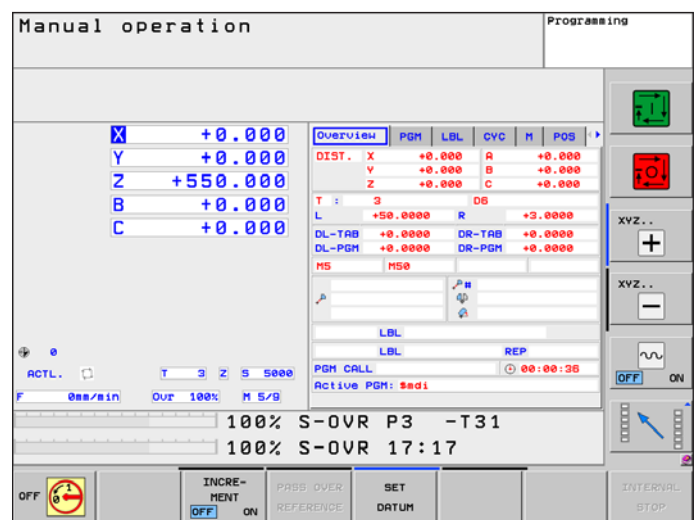 Manual operation
Programming
X +0.000
Y +0.000
Z +550.000
B +0.000
C +0.000
0
ACTL. T 3 Z S 5000
F 0mm/min Ovr 100% M 5/9
Overview PGM LBL CYC M POS
DIST. X +0.000 A +0.000
Y +0.000 B +0.000
Z +0.000 C +0.000
T : 3 D6
L +50.0000 R +3.0000
DL-TAB +0.0000 DR-TAB +0.0000
DL-PGM +0.0000 DR-PGM +0.0000
M5 M50
LBL
LBL REP
PGM CALL 00:00:36
Active PGM: $mdi
100% S-OVR P3 -T31
100% S-OVR 17:17
XYZ..
+
XYZ..
−
OFF ON
OFF
1
0
INCRE-
MENT
OFF ON
PASS OVER
REFERENCE
SET
DATUM
INTERNAL
STOP